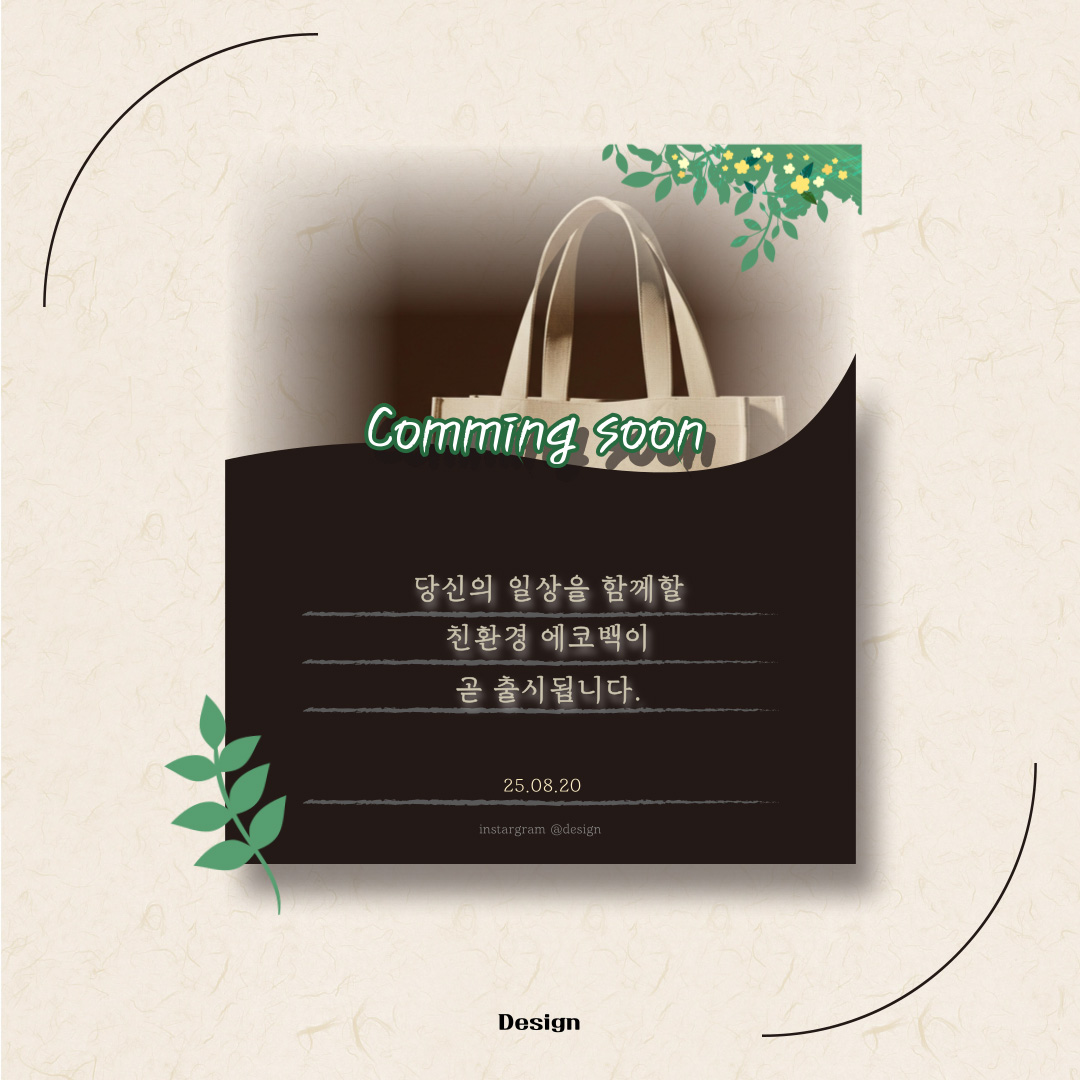 Comming soon
당신의 일상을 함께할
친환경 에코백이
곧 출시됩니다.
25.08.20
instargram @design
Design